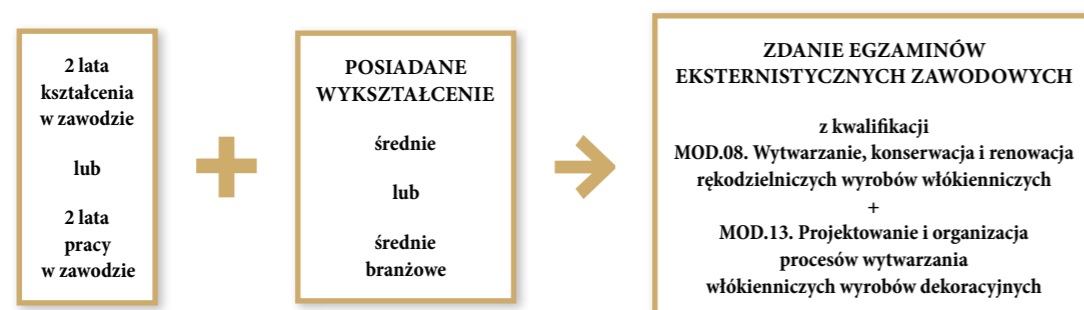 2 lata
kształcenia
w zawodzie
lub
2 lata
pracy
w zawodzie
POSIADANE
WYKSZTAŁCENIE
średnie
lub
średnie
branżowe
ZDANIE EGZAMINÓW
EKSTERNISTYCZNYCH ZAWODOWYCH
z kwalifikacji
MOD.08. Wytwarzanie, konserwacja i renowacja
rękodzielniczych wyrobów włókienniczych
+
MOD.13. Projektowanie i organizacja
procesów wytwarzania
włókienniczych wyrobów dekoracyjnych